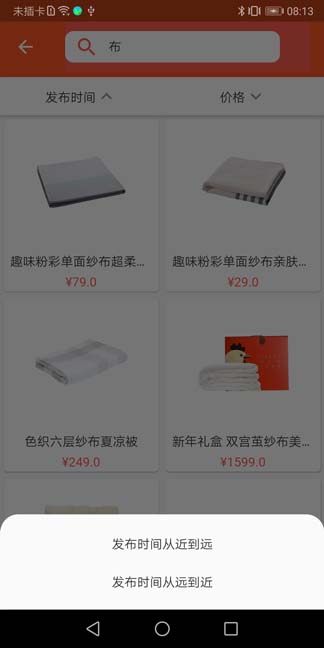 未插卡 08:13
布
发布时间 价格
趣味粉彩单面纱布超柔... 趣味粉彩单面纱布亲肤...
¥79.0 ¥29.0
色织六层纱布夏凉被 新年礼盒 双宫茧纱布美...
¥249.0 ¥1599.0
发布时间从近到远
发布时间从远到近